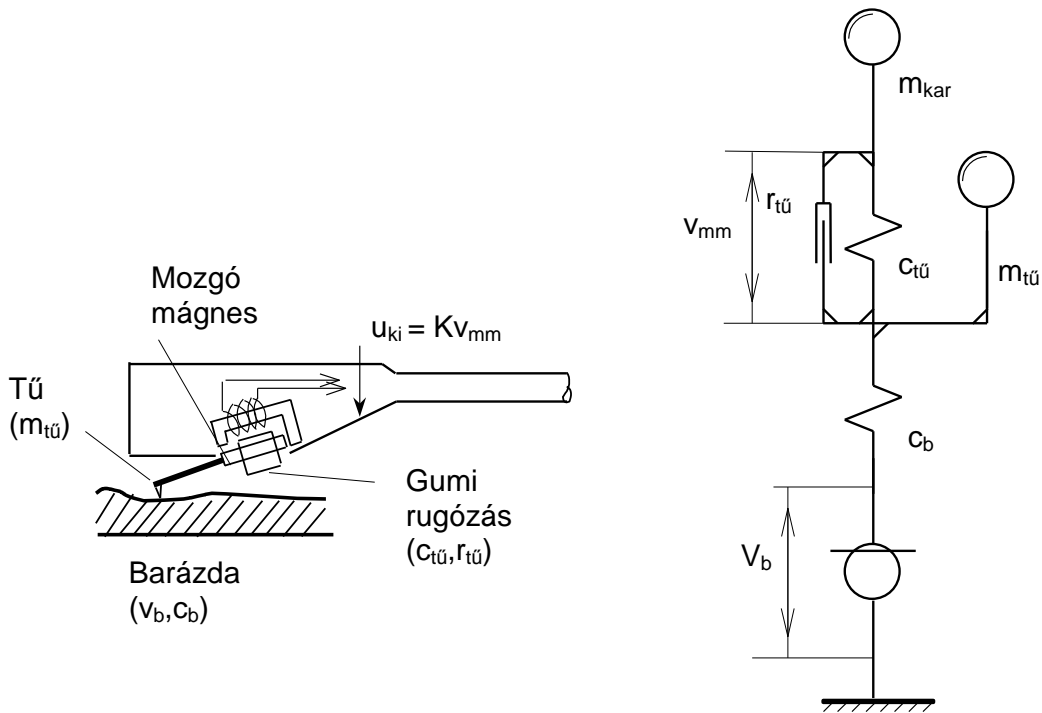 Mozgó
mágnes
u_ki = Kv_mm
Tű
(m_tű)
Gumi
rugózás
(c_tű,r_tű)
Barázda
(v_b,c_b)
m_kar
r_tű
v_mm
c_tű
m_tű
c_b
V_b